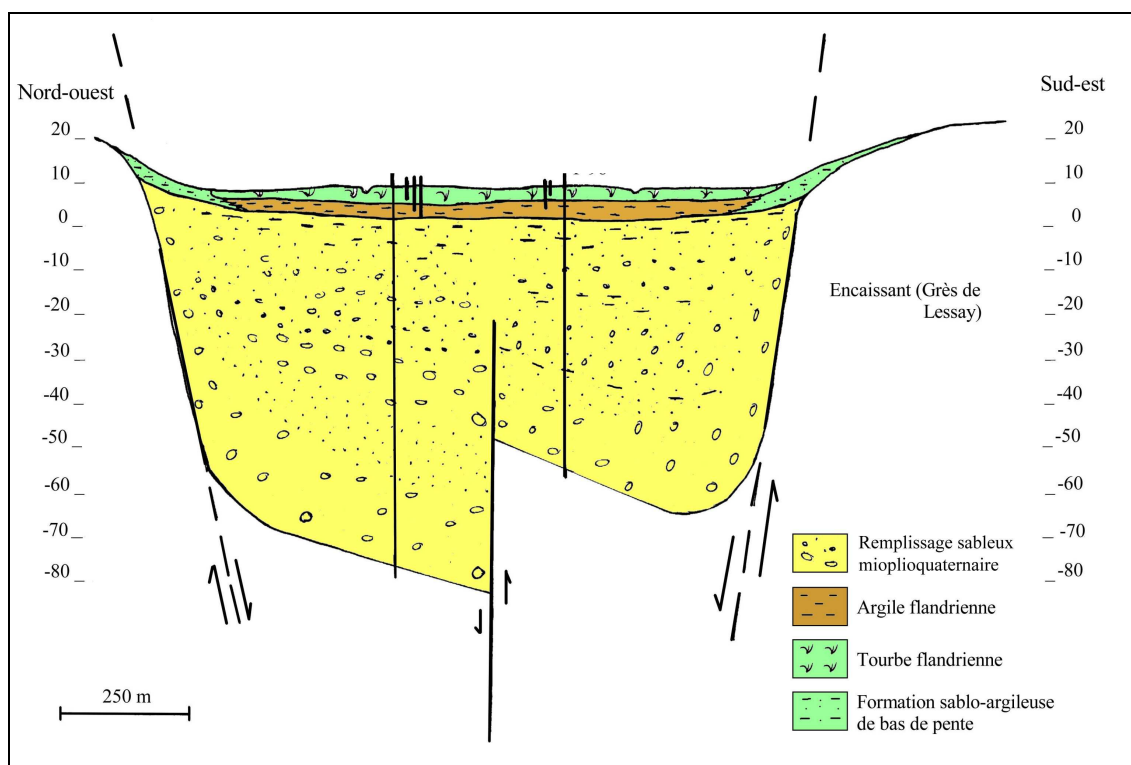 Nord-ouest
Sud-est
20
10
0
-10
-20
-30
-40
-50
-60
-70
-80
20
10
0
-10
-20
-30
-40
-50
-60
-70
-80
Encaissant (Grès de
Lessay)
Remplissage sableux
mioplioquaternaire
Argile flandrienne
Tourbe flandrienne
Formation sablo-argileuse
de bas de pente
250 m